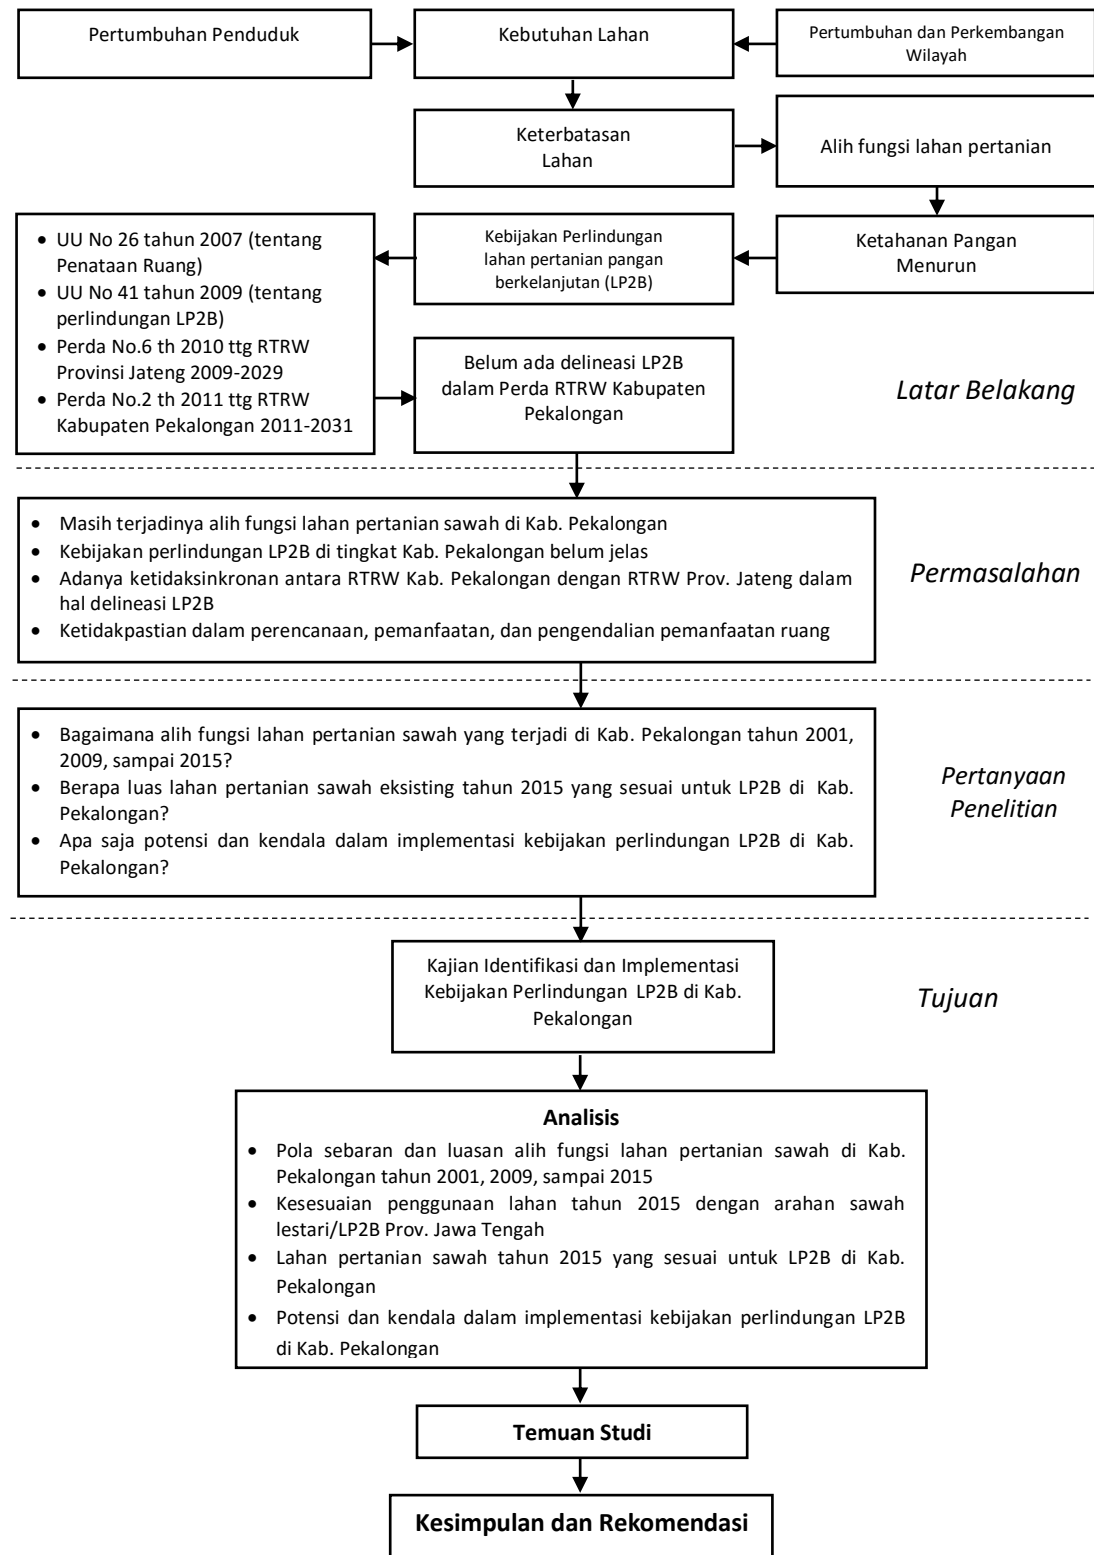 Pertumbuhan Penduduk
Kebutuhan Lahan
Pertumbuhan dan Perkembangan
Wilayah
Keterbatasan
Lahan
Alih fungsi lahan pertanian
Ketahanan Pangan
Menurun
Kebijakan Perlindungan
lahan pertanian pangan
berkelanjutan (LP2B)
• UU No 26 tahun 2007 (tentang
Penataan Ruang)
• UU No 41 tahun 2009 (tentang
perlindungan LP2B)
• Perda No.6 th 2010 ttg RTRW
Provinsi Jateng 2009-2029
• Perda No.2 th 2011 ttg RTRW
Kabupaten Pekalongan 2011-2031
Belum ada delineasi LP2B
dalam Perda RTRW Kabupaten
Pekalongan
Latar Belakang
• Masih terjadinya alih fungsi lahan pertanian sawah di Kab. Pekalongan
• Kebijakan perlindungan LP2B di tingkat Kab. Pekalongan belum jelas
• Adanya ketidaksinkronan antara RTRW Kab. Pekalongan dengan RTRW Prov. Jateng dalam
hal delineasi LP2B
• Ketidakpastian dalam perencanaan, pemanfaatan, dan pengendalian pemanfaatan ruang
Permasalahan
• Bagaimana alih fungsi lahan pertanian sawah yang terjadi di Kab. Pekalongan tahun 2001,
2009, sampai 2015?
• Berapa luas lahan pertanian sawah eksisting tahun 2015 yang sesuai untuk LP2B di Kab.
Pekalongan?
• Apa saja potensi dan kendala dalam implementasi kebijakan perlindungan LP2B di Kab.
Pekalongan?
Pertanyaan
Penelitian
Kajian Identifikasi dan Implementasi
Kebijakan Perlindungan LP2B di Kab.
Pekalongan
Tujuan
Analisis
• Pola sebaran dan luasan alih fungsi lahan pertanian sawah di Kab.
Pekalongan tahun 2001, 2009, sampai 2015
• Kesesuaian penggunaan lahan tahun 2015 dengan arahan sawah
lestari/LP2B Prov. Jawa Tengah
• Lahan pertanian sawah tahun 2015 yang sesuai untuk LP2B di Kab.
Pekalongan
• Potensi dan kendala dalam implementasi kebijakan perlindungan LP2B
di Kab. Pekalongan
Temuan Studi
Kesimpulan dan Rekomendasi